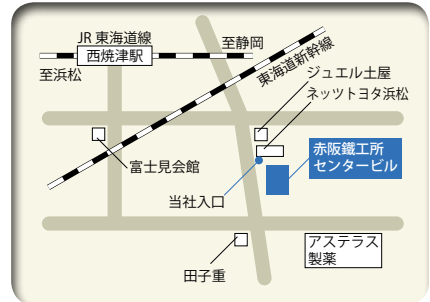 JR 東海道線
西焼津駅
至静岡
至浜松
東海道新幹線
ジュエル土屋
ネッツトヨタ浜松
富士見会館
赤阪鐵工所
センタービル
当社入口
アステラス
製薬
田子重